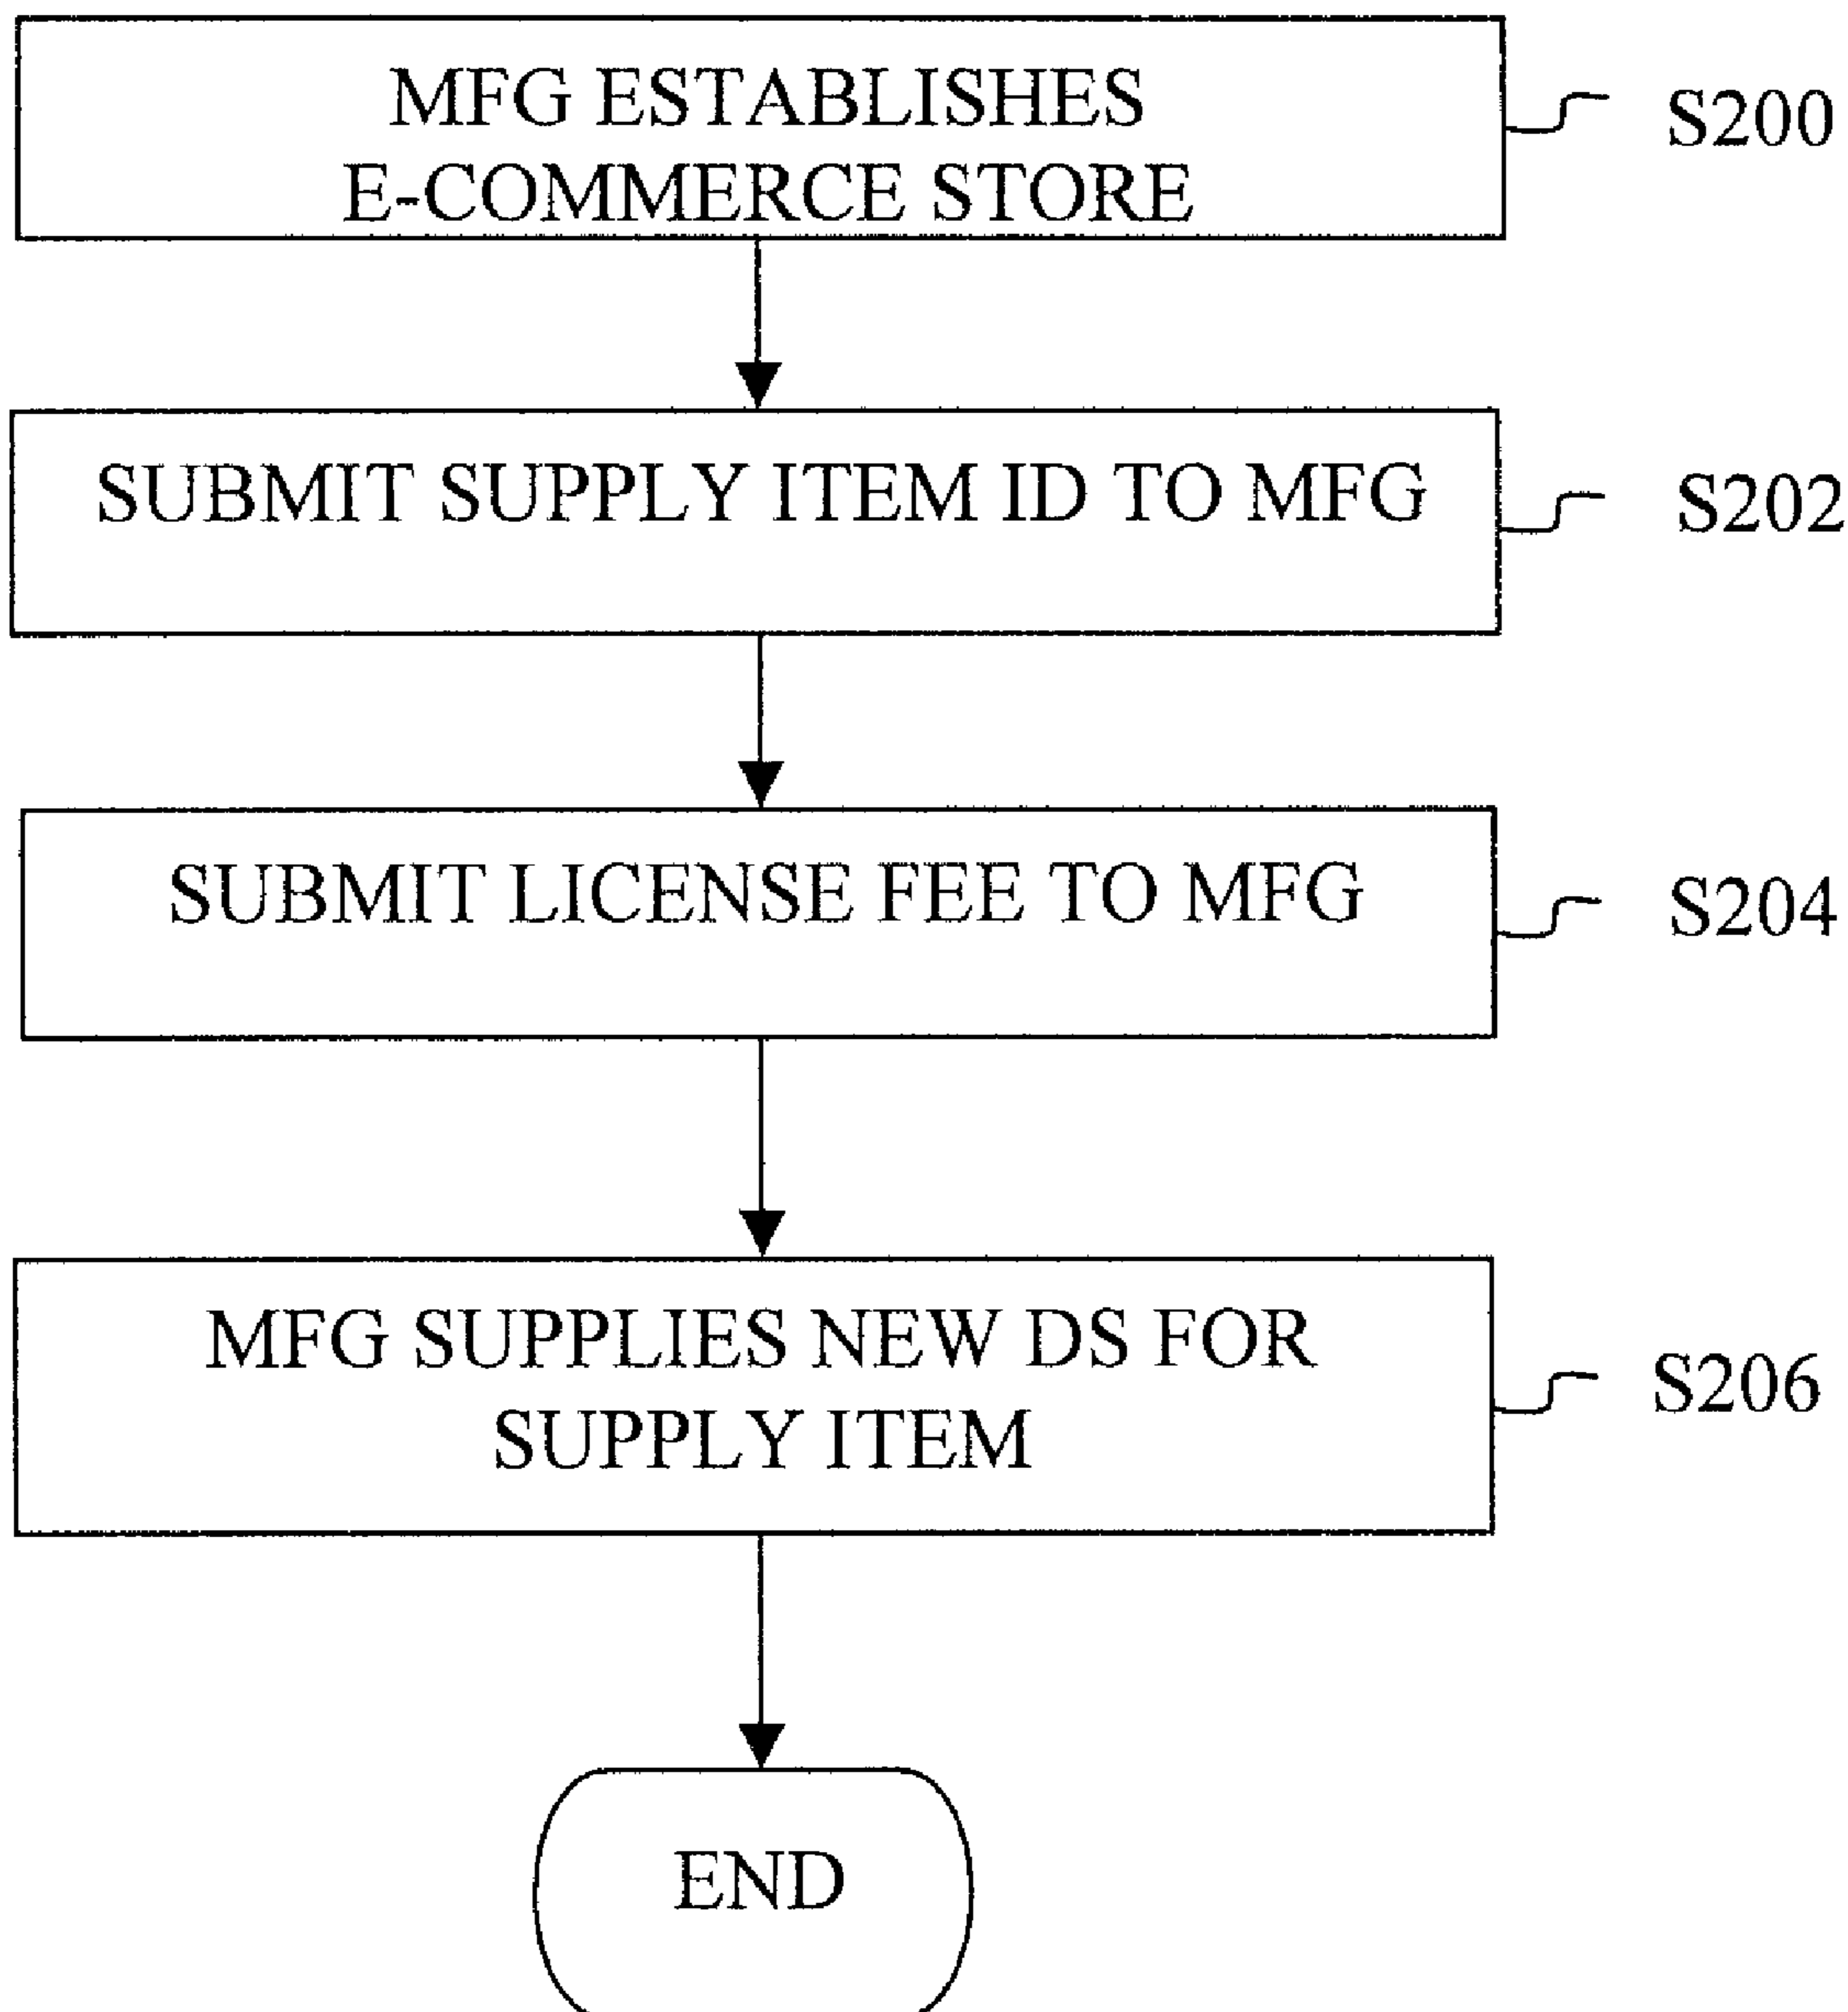 MFG ESTABLISHES
E-COMMERCE STORE
S200
SUBMIT SUPPLY ITEM ID TO MFG
S202
SUBMIT LICENSE FEE TO MFG
S204
MFG SUPPLIES NEW DS FOR
SUPPLY ITEM
S206
END